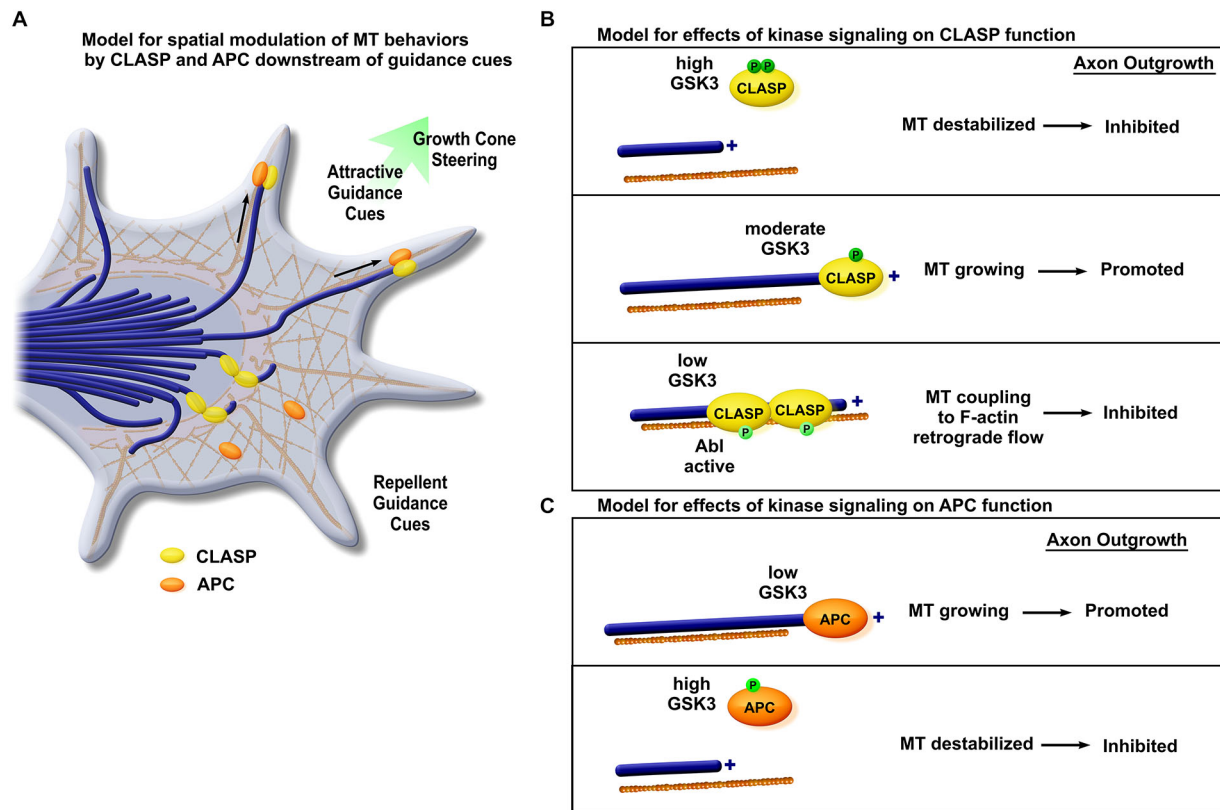 A
Model for spatial modulation of MT behaviors
by CLASP and APC downstream of guidance cues
Growth Cone
Steering
Attractive
Guidance
Cues
Repellent
Guidance
Cues
CLASP
APC
B
Model for effects of kinase signaling on CLASP function
Axon Outgrowth
high
GSK3
P P
CLASP
+
MT destabilized
Inhibited
moderate
GSK3
P
CLASP
+
MT growing
Promoted
low
GSK3
CLASP
CLASP
+
P
P
Abl
active
MT coupling
to F-actin
retrograde flow
Inhibited
C
Model for effects of kinase signaling on APC function
Axon Outgrowth
low
GSK3
APC
+
MT growing
Promoted
high
GSK3
P
APC
+
MT destabilized
Inhibited